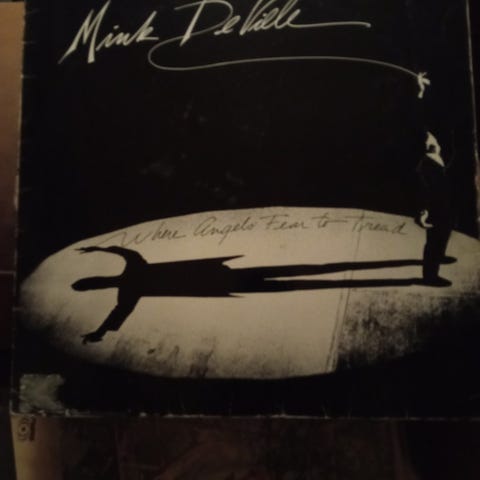 Mink DeVille
Where Angels Fear to Tread